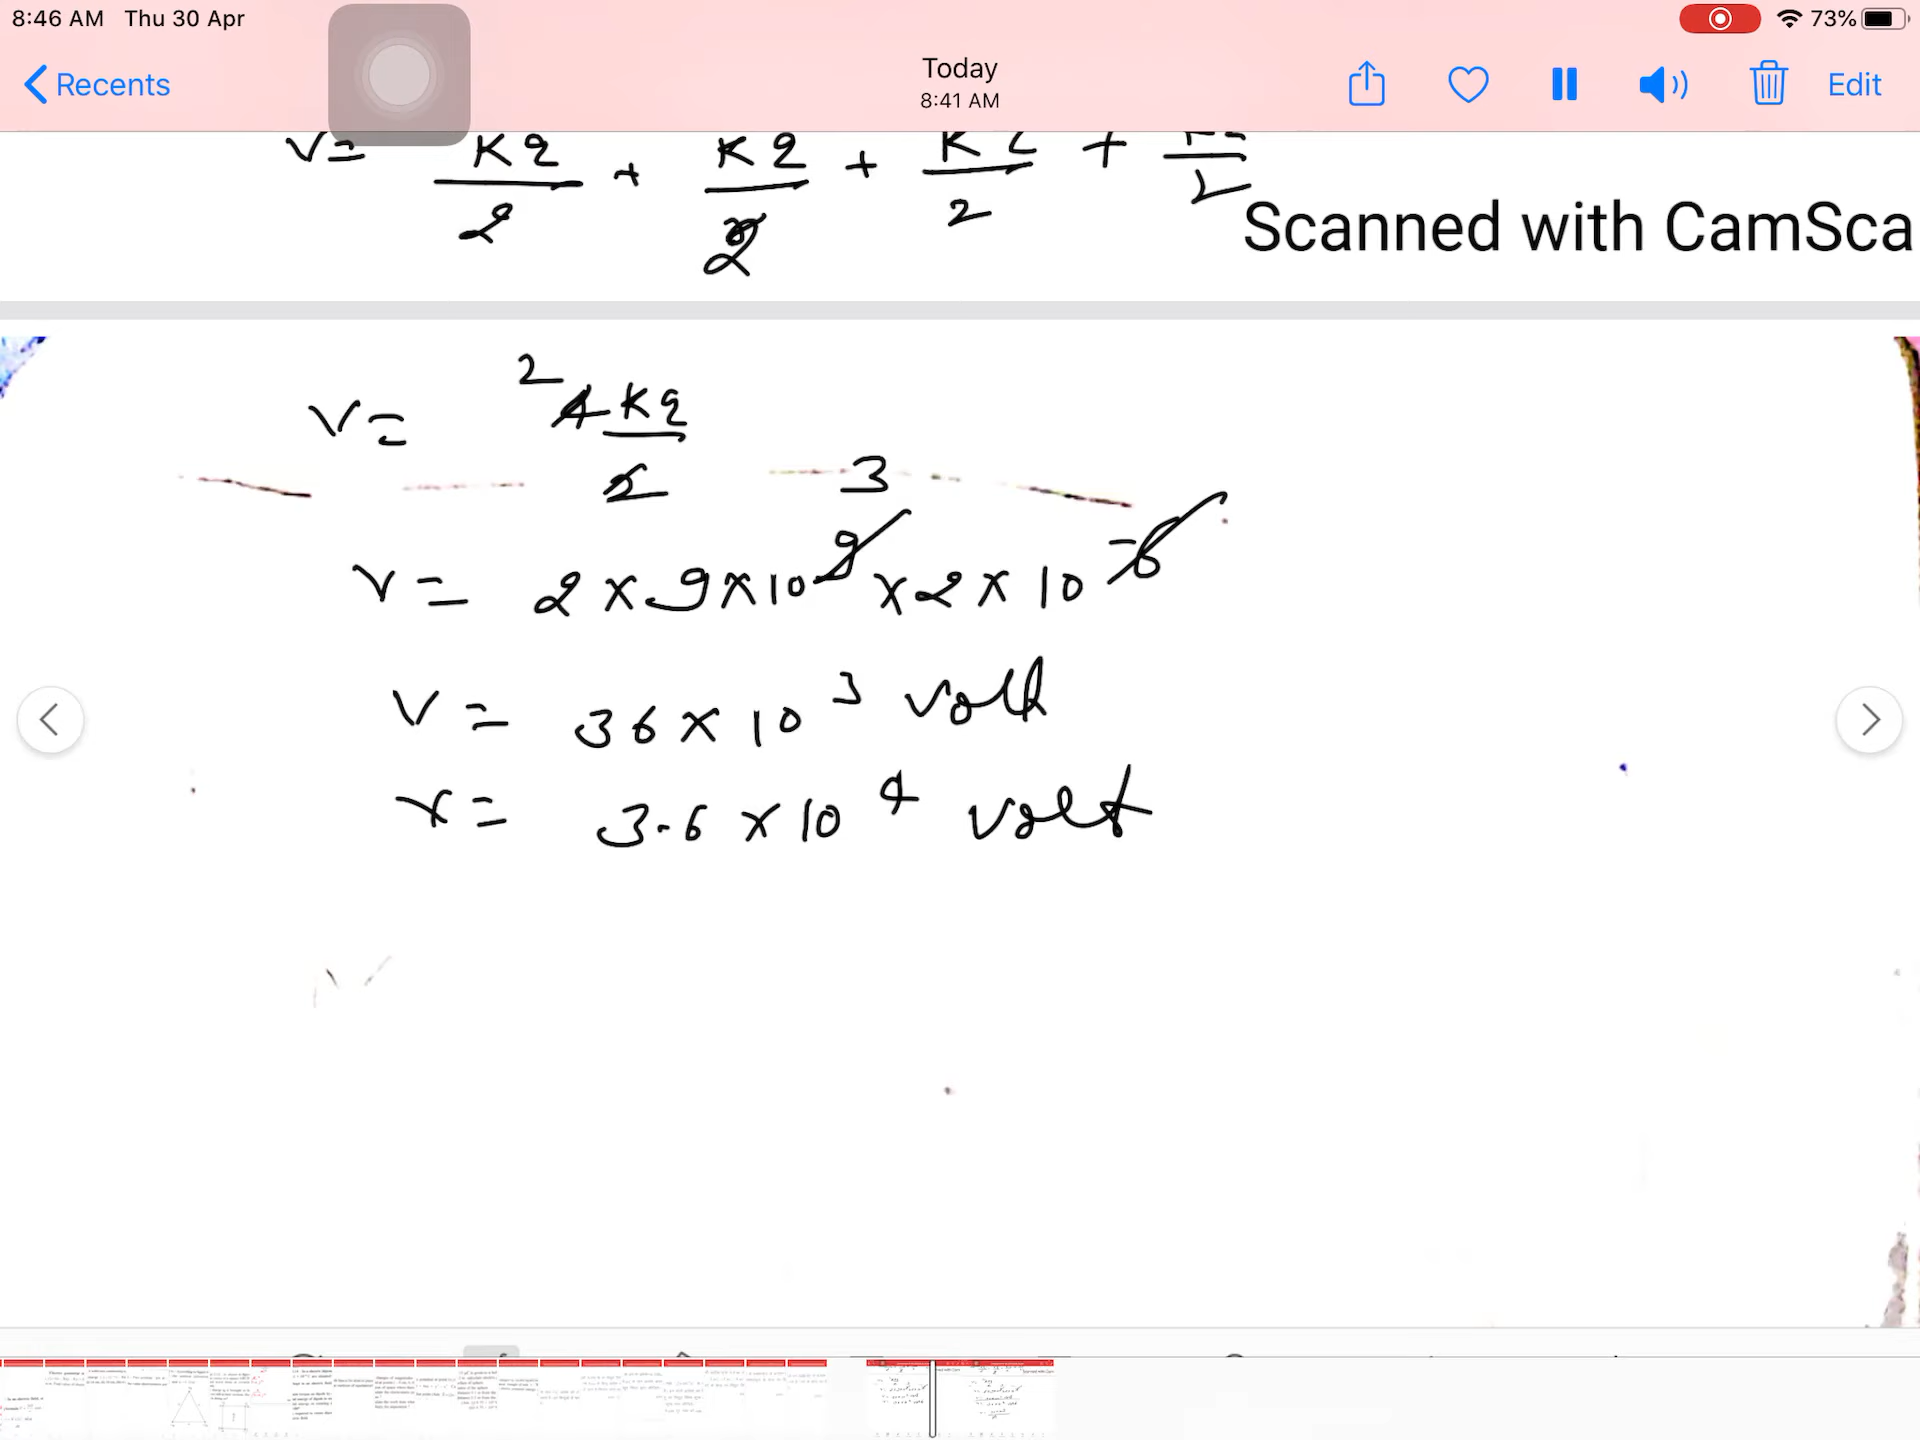 8:46 AM Thu 30 Apr
73%
Recents
Today
8:41 AM
Edit
V = Kq/2 + Kq/2 + K /2 +
Scanned with CamSca
V = 2 4Kq/2
3
V = 2 × 9 × 10^9 × 2 × 10^-6
V = 36 × 10^3 volt
V = 3.6 × 10^4 volt